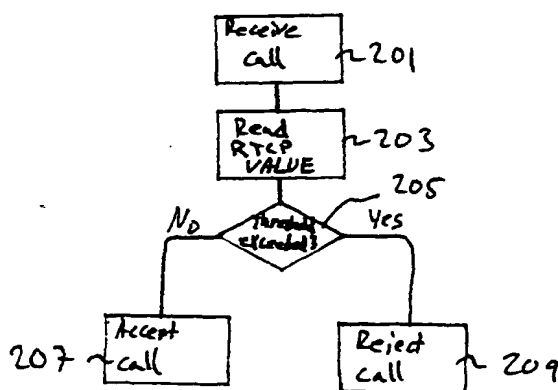 Receive
Call
201
Read
RTCP
VALUE
203
205
No
Threshold
exceeded?
Yes
Accept
call
207
Reject
call
209